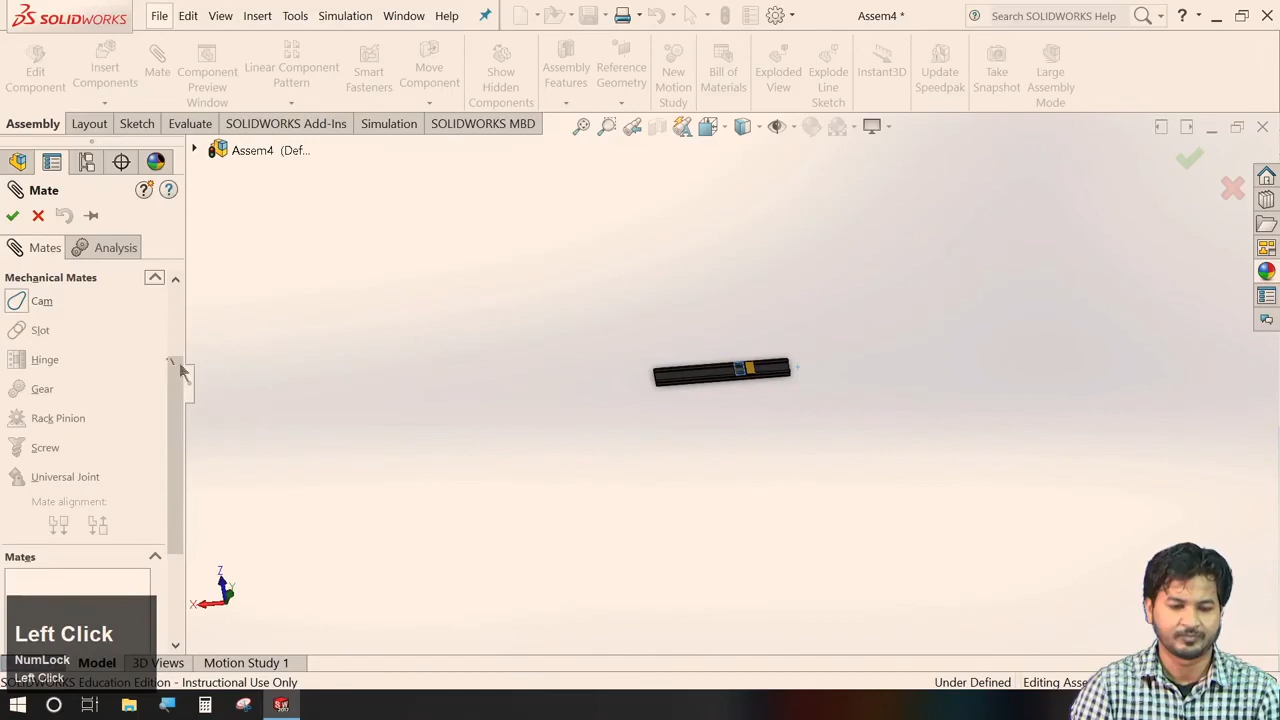 SOLIDWORKS File Edit View Insert Tools Simulation Window Help Assem4 * Search SOLIDWORKS Help
Edit Component
Insert Components
Mate
Component Preview Window
Linear Component Pattern
Smart Fasteners
Move Component
Show Hidden Components
Assembly Features
Reference Geometry
New Motion Study
Bill of Materials
Exploded View
Explode Line Sketch
Instant3D
Update Speedpak
Take Snapshot
Large Assembly Mode
Assembly Layout Sketch Evaluate SOLIDWORKS Add-Ins Simulation SOLIDWORKS MBD
Assem4 (Def...
Mate
Mates Analysis
Mechanical Mates
Cam
Slot
Hinge
Gear
Rack Pinion
Screw
Universal Joint
Mate alignment:
Mates
Z
Y
X
Left Click
NumLock
Left Click
Model 3D Views Motion Study 1
SOLIDWORKS Education Edition - Instructional Use Only Under Defined Editing Asse